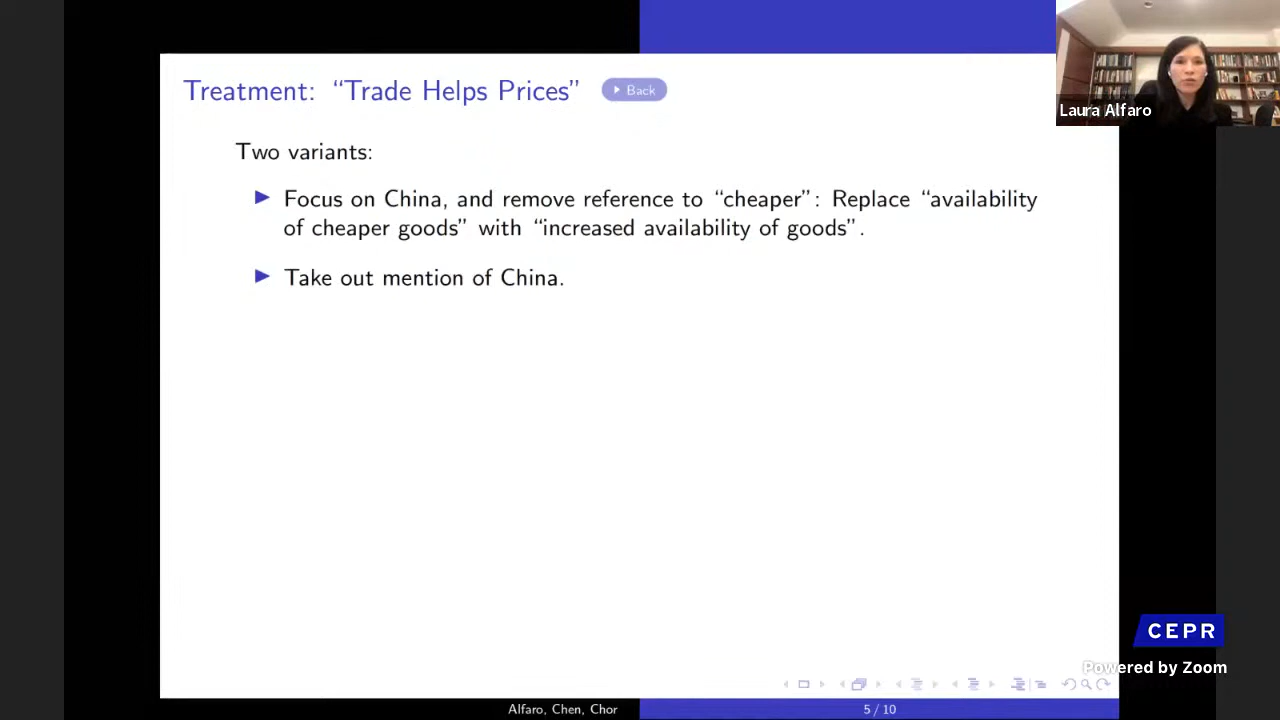 Treatment: “Trade Helps Prices”
Back
Laura Alfaro
Two variants:
Focus on China, and remove reference to “cheaper”: Replace “availability
of cheaper goods” with “increased availability of goods”.
Take out mention of China.
CEPR
Powered by Zoom
Alfaro, Chen, Chor
5 / 10